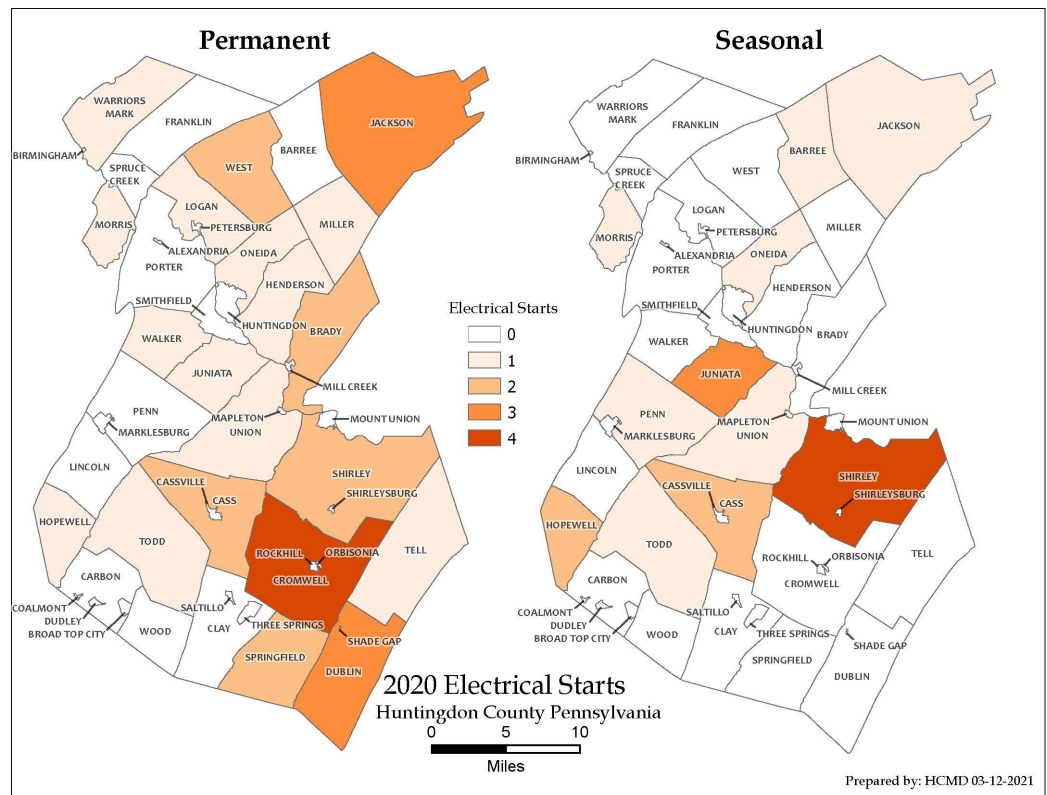 Permanent
WARRIORS
MARK
FRANKLIN
JACKSON
BIRMINGHAM
SPRUCE
CREEK
BARREE
WEST
LOGAN
MORRIS
PETERSBURG
MILLER
ALEXANDRIA
ONEIDA
PORTER
HENDERSON
SMITHFIELD
HUNTINGDON
BRADY
WALKER
JUNIATA
MILL CREEK
PENN
MAPLETON
UNION
MOUNT UNION
MARKLESBURG
LINCOLN
SHIRLEY
CASSVILLE
CASS
SHIRLEYSBURG
HOPEWELL
TODD
ROCKHILL
ORBISONIA
TELL
CROMWELL
CARBON
COALMONT
DUDLEY
BROAD TOP CITY
SALTILLO
WOOD
CLAY
THREE SPRINGS
SHADE GAP
SPRINGFIELD
DUBLIN
Seasonal
WARRIORS
MARK
FRANKLIN
JACKSON
BIRMINGHAM
SPRUCE
CREEK
BARREE
WEST
LOGAN
MORRIS
PETERSBURG
MILLER
ALEXANDRIA
ONEIDA
PORTER
HENDERSON
SMITHFIELD
HUNTINGDON
BRADY
WALKER
JUNIATA
MILL CREEK
PENN
MAPLETON
UNION
MOUNT UNION
MARKLESBURG
LINCOLN
SHIRLEY
CASSVILLE
CASS
SHIRLEYSBURG
HOPEWELL
TODD
ROCKHILL
ORBISONIA
TELL
CROMWELL
CARBON
COALMONT
DUDLEY
BROAD TOP CITY
SALTILLO
WOOD
CLAY
THREE SPRINGS
SHADE GAP
SPRINGFIELD
DUBLIN
Electrical Starts
0
1
2
3
4
2020 Electrical Starts
Huntingdon County Pennsylvania
0 5 10
Miles
Prepared by: HCMD 03-12-2021